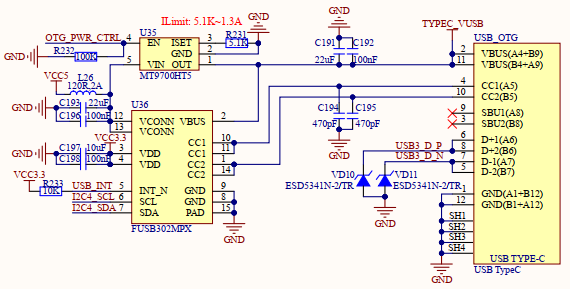 ILimit: 5.1K~1.3A
GND
GND
TYPEC_VUSB
U35
OTG_PWR_CTRL
R232
100K
GND
4 EN ISET 3
GND 2
5 VIN OUT 1
MT9700HT5
R231
5.1K
C191 C192
22uF 100nF
USB_OTG
2 VBUS(A4+B9)
11 VBUS(B4+A9)
4 CC1(A5)
10 CC2(B5)
9 SBU1(A8)
3 SBU2(B8)
6 D+1(A6)
8 D+2(B6)
7 D-1(A7)
5 D-2(B7)
1 GND(A1+B12)
12 GND(B1+A12)
SH1
SH2
SH3
SH4
USB TYPE-C
USB TypeC
GND
VCC5 L26
120R,2A
GND
C193 22uF
C196 100nF
VCC3.3
GND
C197 10uF
C198 100nF
VCC3.3
R233
10K
USB_INT
I2C4_SCL
I2C4_SDA
U36
12 VCONN VBUS 2
13 VCONN
CC1 10
3 VDD CC1 11
4 VDD CC2 1
CC2 14
5 INT_N GND 9
6 SCL GND 8
7 SDA PAD 15
FUSB302MPX
GND
C194 C195
470pF 470pF
GND
USB3_D_P
USB3_D_N
VD10 VD11
ESD5341N-2/TR ESD5341N-2/TR
GND